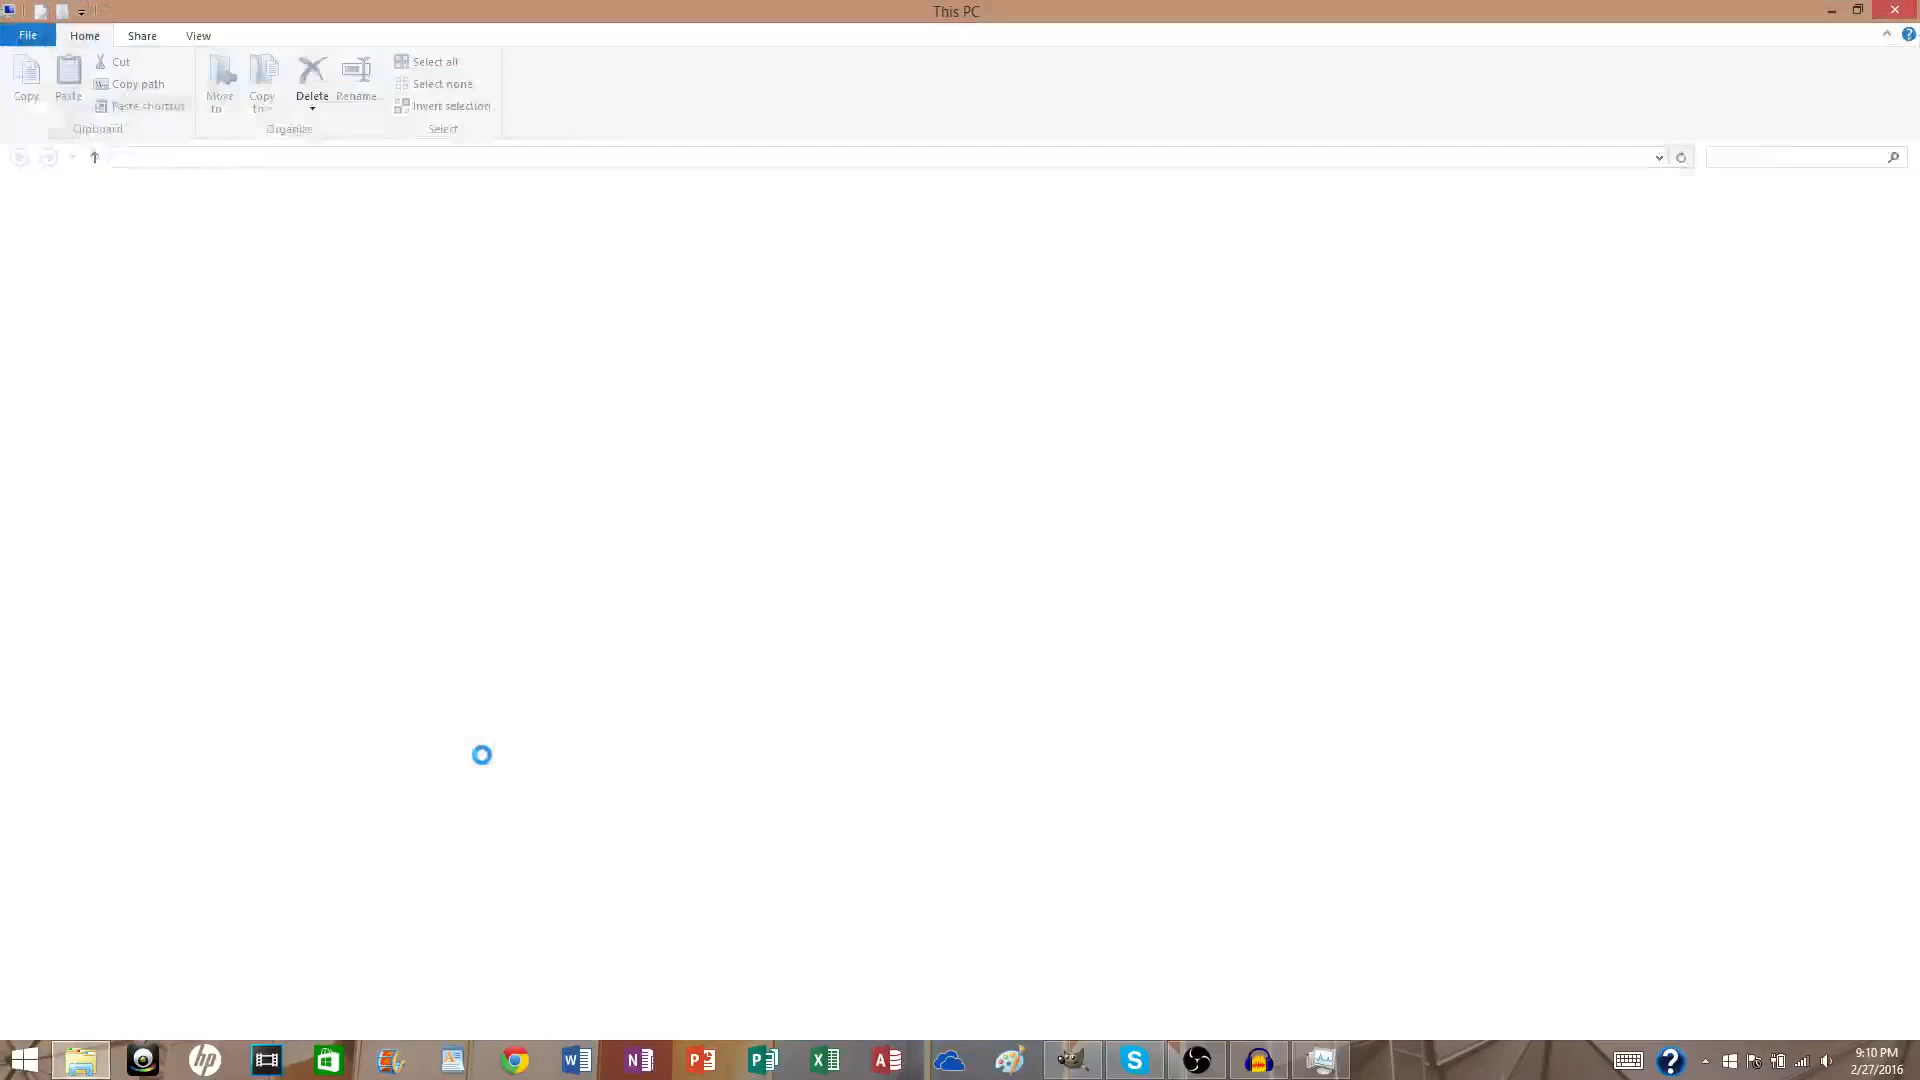 This PC
File Home Share View
Copy
Paste
Cut
Copy path
Paste shortcut
Clipboard
Move to
Copy to
Delete
Rename
Organize
Select all
Select none
Invert selection
Select
9:10 PM
2/27/2016